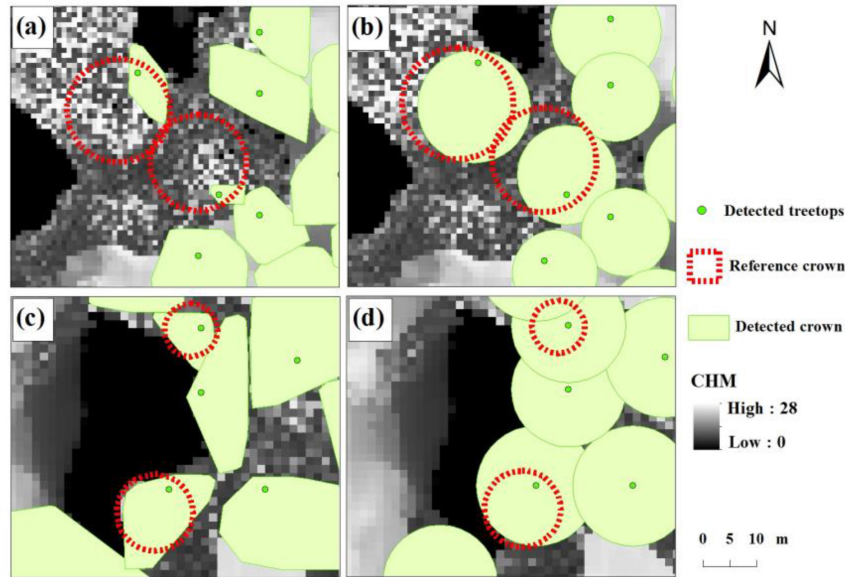 (a)
(b)
N
Detected treetops
Reference crown
(c)
(d)
Detected crown
CHM
High : 28
Low : 0
0 5 10 m